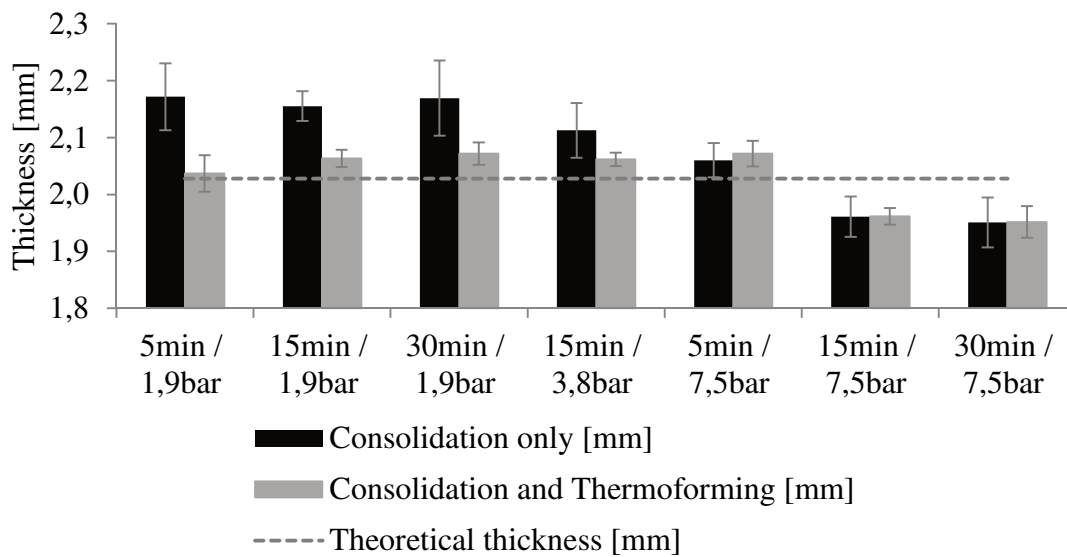 2,3
2,2
2,1
2,0
1,9
1,8
Thickness [mm]
5min / 15min / 30min / 15min / 5min / 15min / 30min /
1,9bar 1,9bar 1,9bar 3,8bar 7,5bar 7,5bar 7,5bar
Consolidation only [mm]
Consolidation and Thermoforming [mm]
Theoretical thickness [mm]